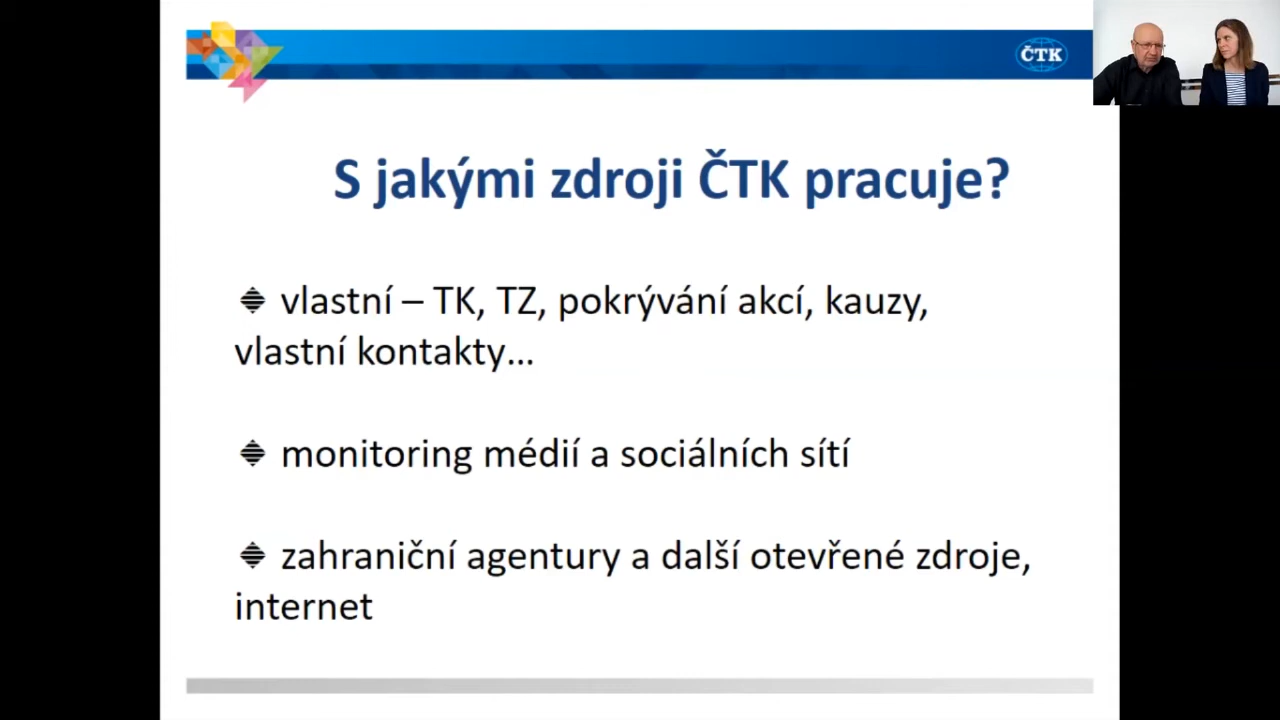 ČTK
S jakými zdroji ČTK pracuje?
vlastní – TK, TZ, pokrývání akcí, kauzy,
vlastní kontakty…
monitoring médií a sociálních sítí
zahraniční agentury a další otevřené zdroje,
internet